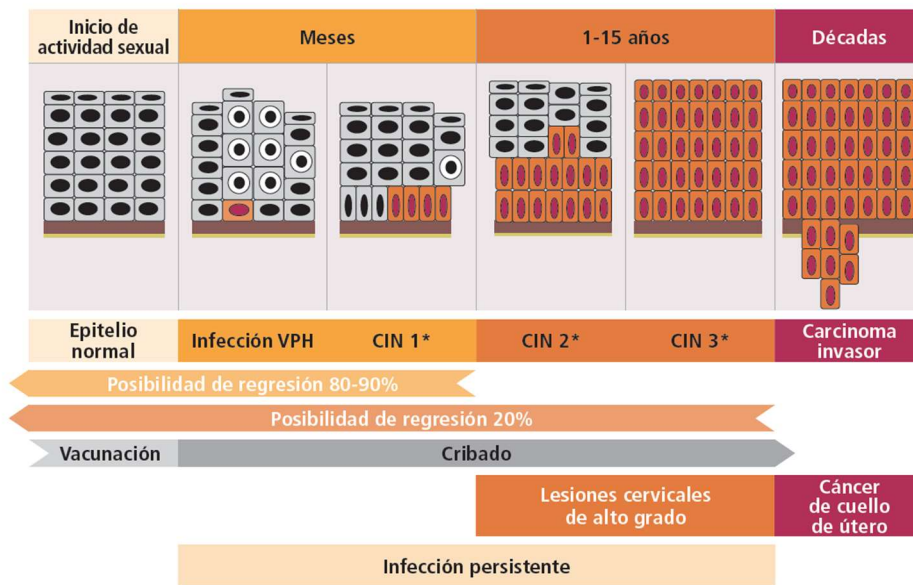 Inicio de
actividad sexual
Meses
1-15 años
Décadas
Epitelio
normal
Infección VPH
CIN 1*
CIN 2*
CIN 3*
Carcinoma
invasor
Posibilidad de regresión 80-90%
Posibilidad de regresión 20%
Vacunación
Cribado
Lesiones cervicales
de alto grado
Cáncer
de cuello
de útero
Infección persistente